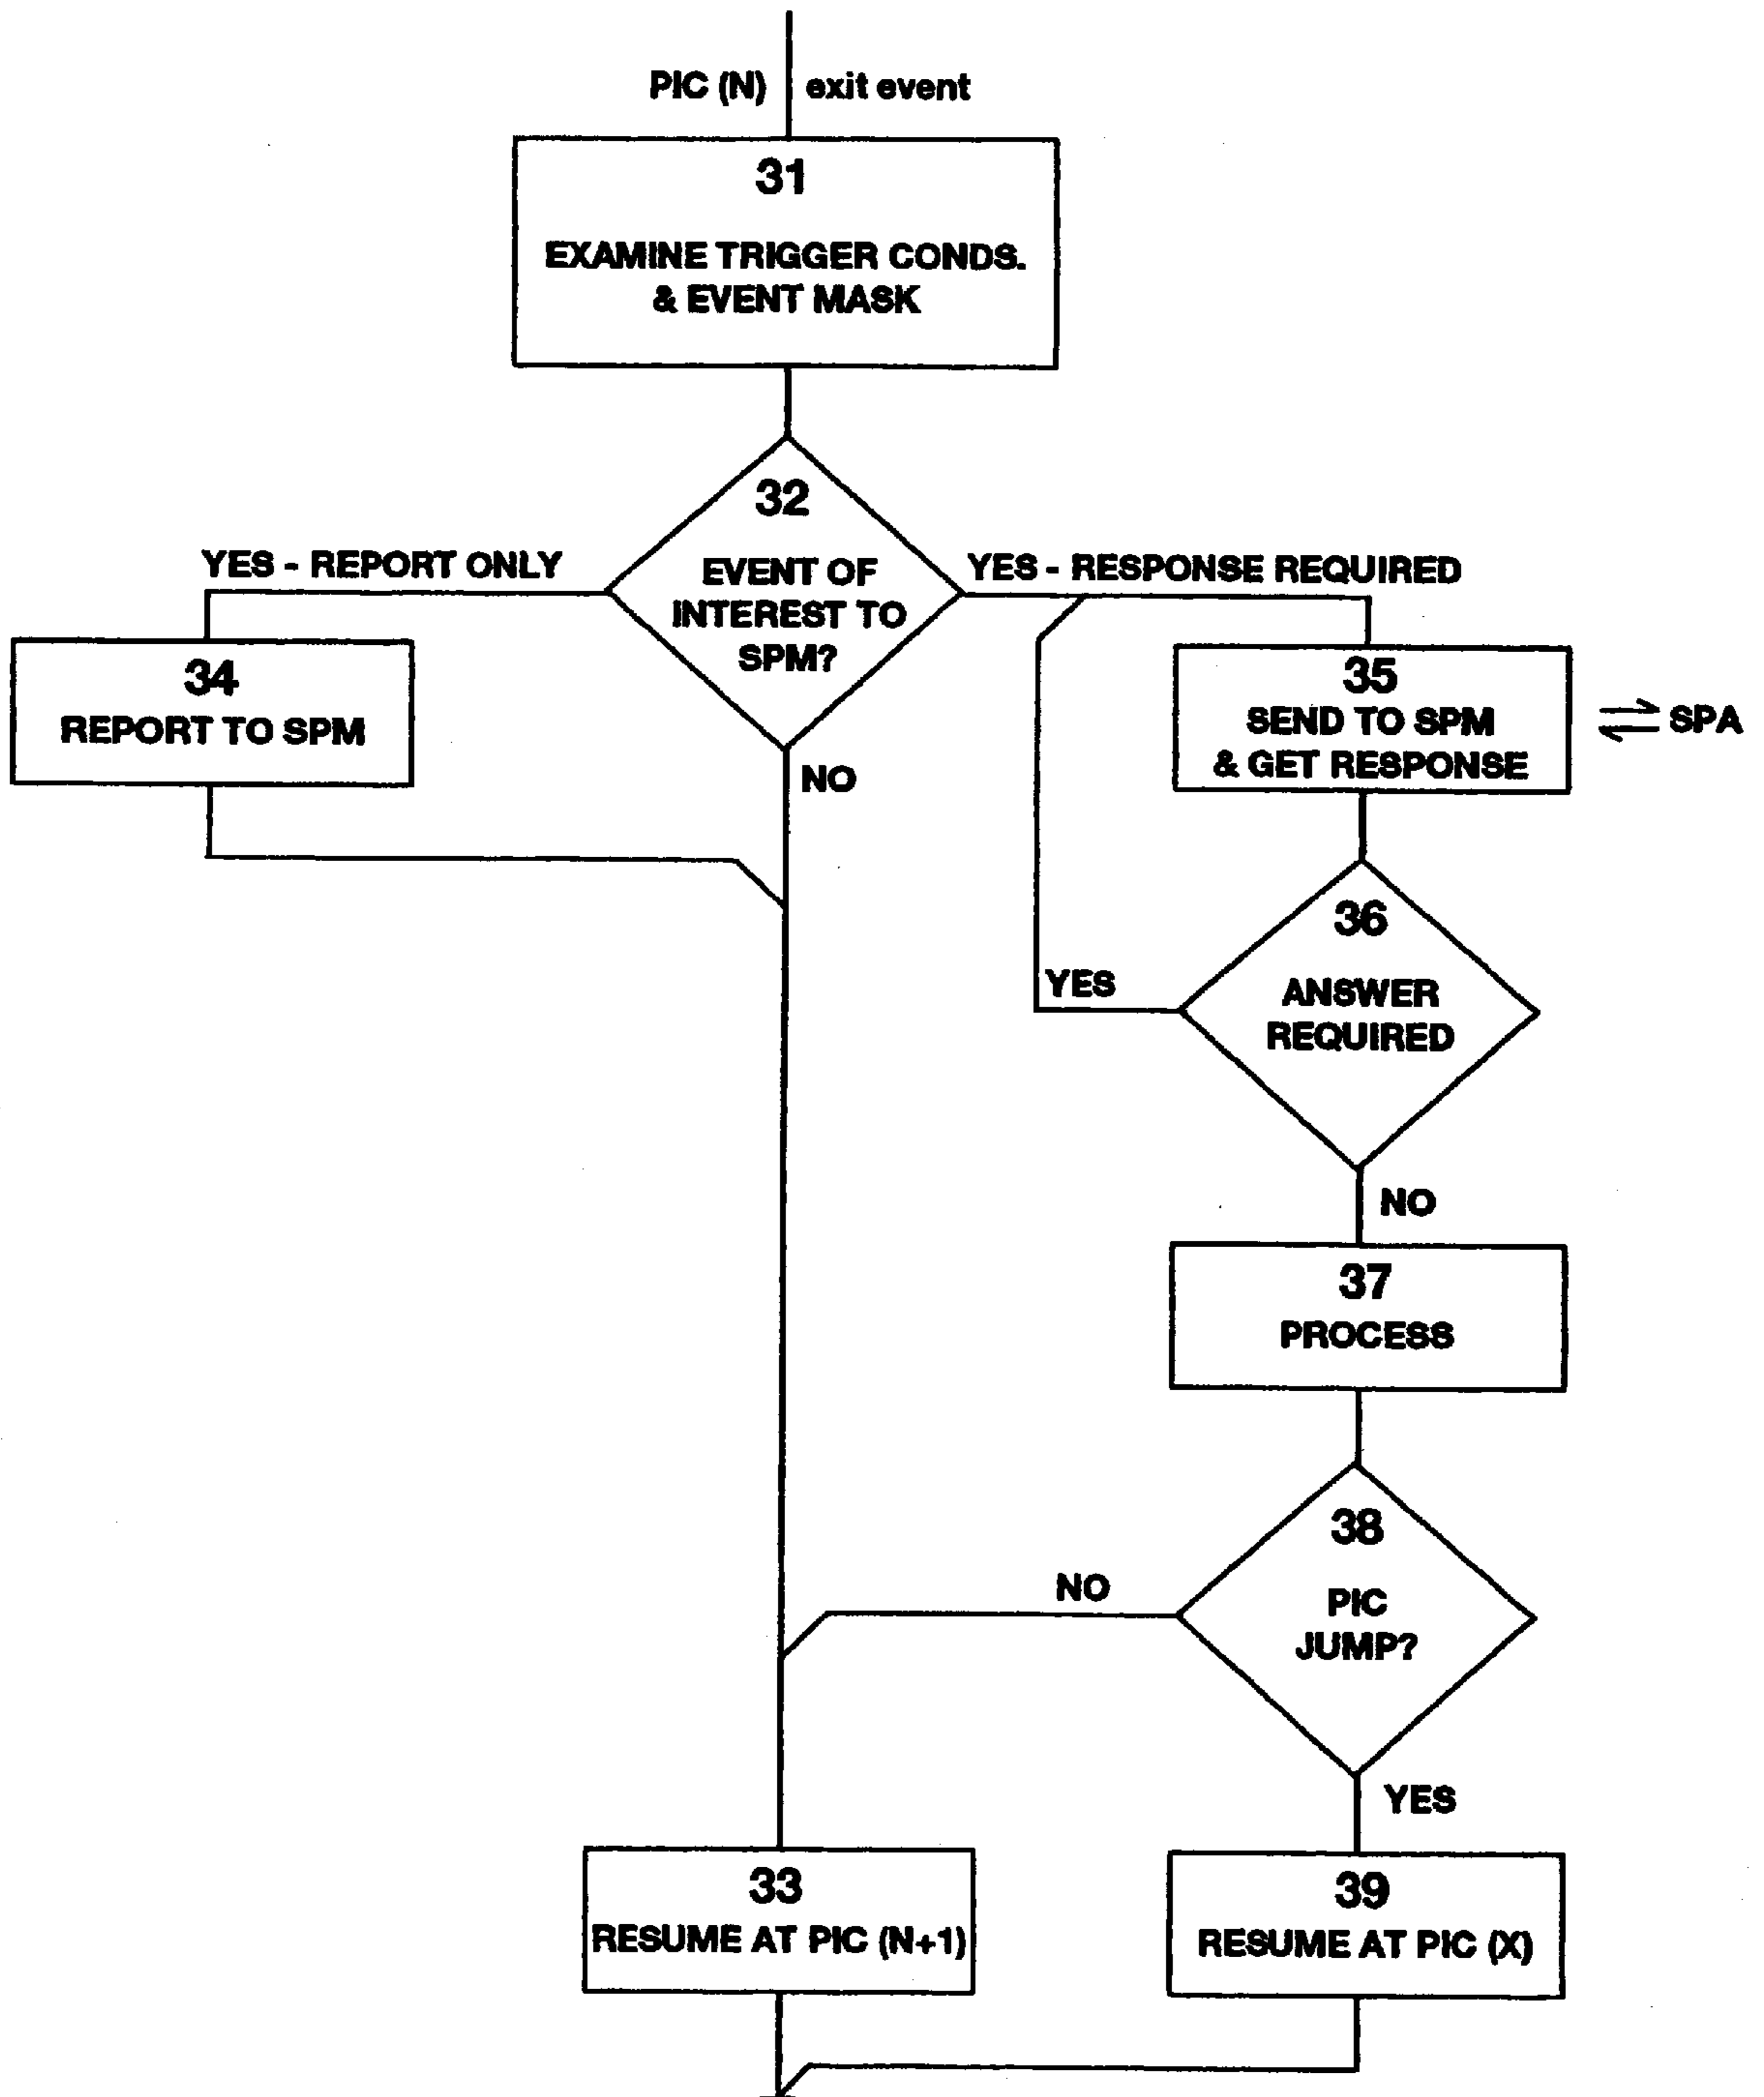 PIC (N) exit event
31
EXAMINE TRIGGER CONDS.
& EVENT MASK
32
EVENT OF
INTEREST TO
SPM?
YES - REPORT ONLY
YES - RESPONSE REQUIRED
34
REPORT TO SPM
35
SEND TO SPM
& GET RESPONSE
SPA
NO
36
ANSWER
REQUIRED
YES
NO
37
PROCESS
38
PIC
JUMP?
NO
YES
33
RESUME AT PIC (N+1)
39
RESUME AT PIC (X)